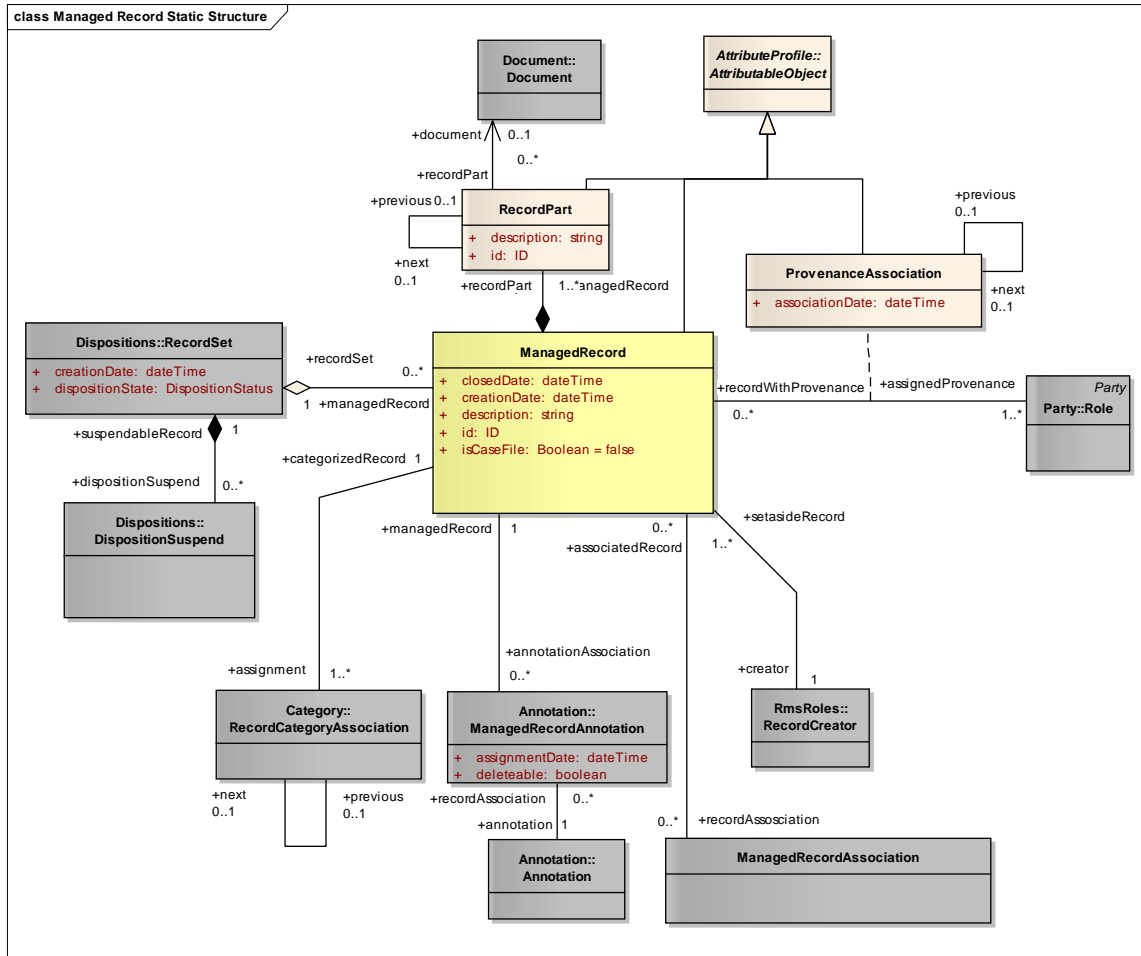 class Managed Record Static Structure
Document::
Document
AttributeProfile::
AttributableObject
+document
0..1
0..*
+recordPart
+previous 0..1
RecordPart
+ description: string
+ id: ID
+next
0..1
+recordPart
1..*
anagedRecord
+previous
0..1
ProvenanceAssociation
+ associationDate: dateTime
+next
0..1
Dispositions::RecordSet
+ creationDate: dateTime
+ dispositionState: DispositionStatus
+recordSet
0..*
1
+managedRecord
ManagedRecord
+ closedDate: dateTime
+ creationDate: dateTime
+ description: string
+ id: ID
+ isCaseFile: Boolean = false
+recordWithProvenance
0..*
+assignedProvenance
1..*
Party
Party::Role
+suspendableRecord
1
+dispositionSuspend
0..*
Dispositions::
DispositionSuspend
+categorizedRecord 1
+managedRecord
1
0..*
+associatedRecord
+setasideRecord
1..*
+assignment
1..*
Category::
RecordCategoryAssociation
+next
0..1
+previous
0..1
+annotationAssociation
0..*
Annotation::
ManagedRecordAnnotation
+ assignmentDate: dateTime
+ deleteable: boolean
+recordAssociation
0..*
+annotation
1
Annotation::
Annotation
+creator
1
RmsRoles::
RecordCreator
0..*
+recordAssosciation
ManagedRecordAssociation